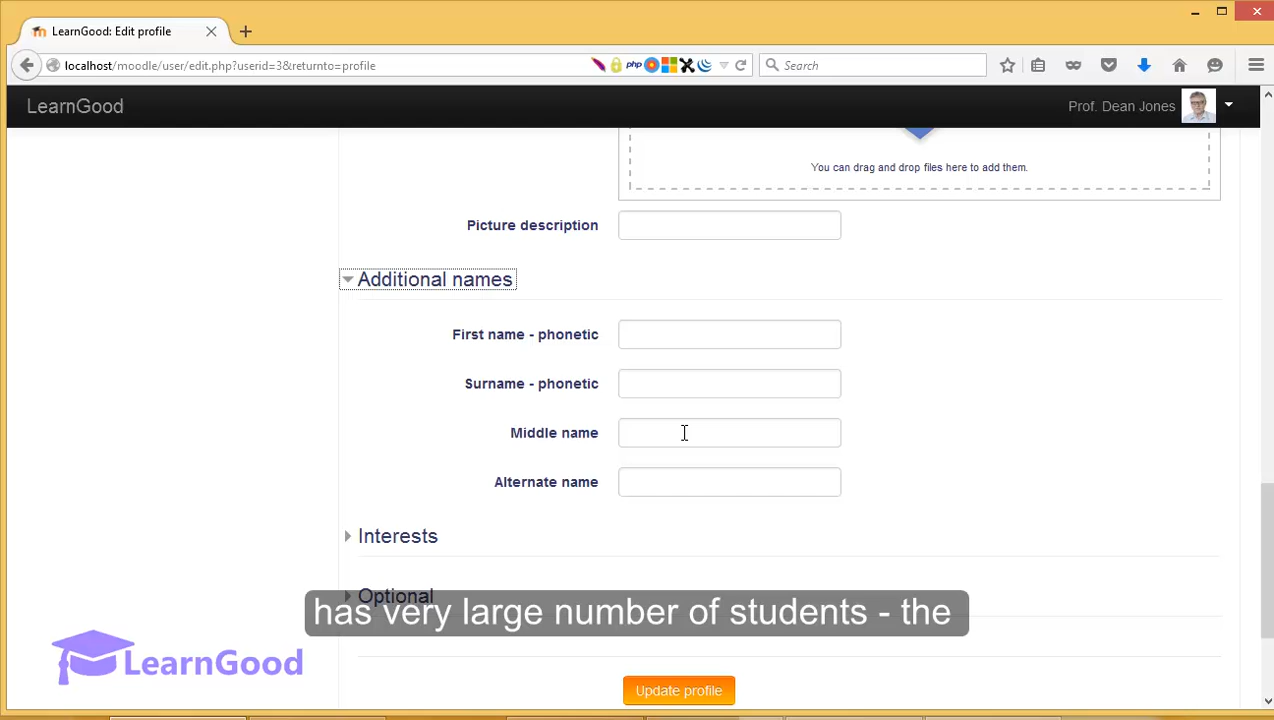 LearnGood: Edit profile
localhost/moodle/user/edit.php?userid=3&returnto=profile
php
Search
LearnGood
Prof. Dean Jones
You can drag and drop files here to add them.
Picture description
Additional names
First name - phonetic
Surname - phonetic
Middle name
Alternate name
Interests
Optional
has very large number of students - the
LearnGood
Update profile